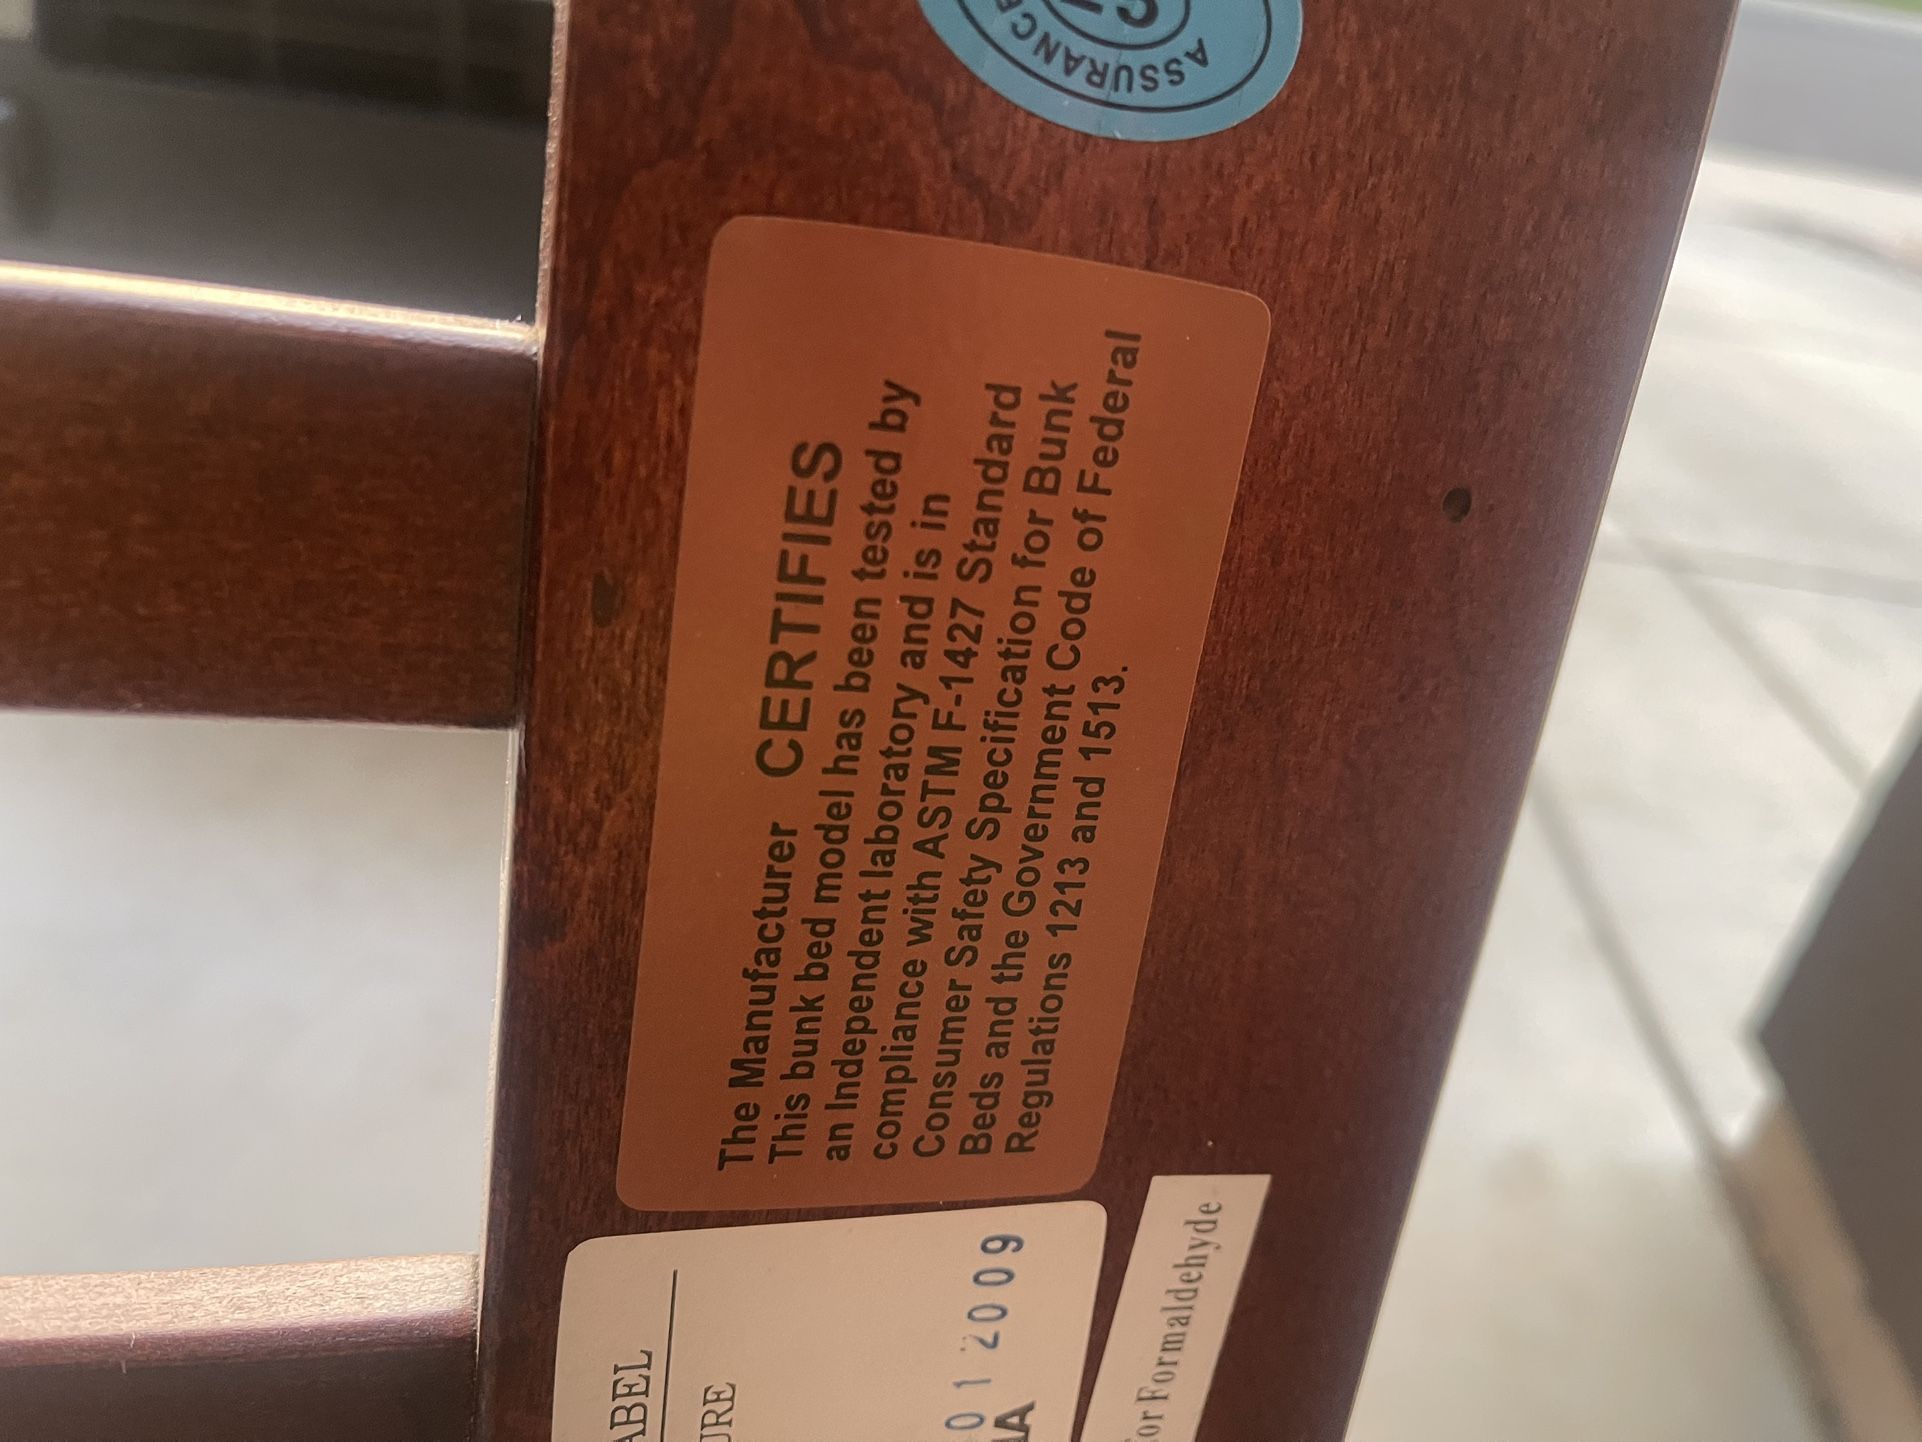 ASSURANCE
The Manufacturer CERTIFIES
This bunk bed model has been tested by
an Independent laboratory and is in
compliance with ASTM F-1427 Standard
Consumer Safety Specification for Bunk
Beds and the Government Code of Federal
Regulations 1213 and 1513.
01 2009
for Formaldehyde